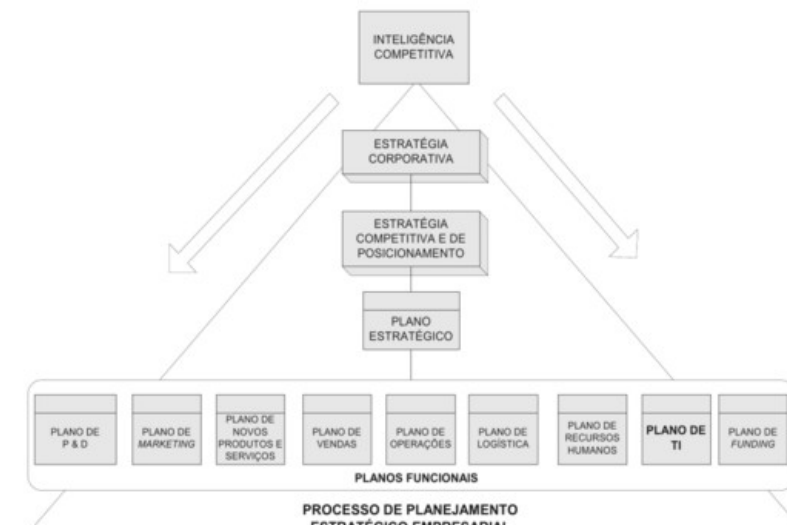 INTELIGÊNCIA
COMPETITIVA
ESTRATÉGIA
CORPORATIVA
ESTRATÉGIA
COMPETITIVA E DE
POSICIONAMENTO
PLANO
ESTRATÉGICO
PLANO DE
P & D
PLANO DE
MARKETING
PLANO DE
NOVOS
PRODUTOS E
SERVIÇOS
PLANO DE
VENDAS
PLANO DE
OPERAÇÕES
PLANO DE
LOGÍSTICA
PLANO DE
RECURSOS
HUMANOS
PLANO DE
TI
PLANO DE
FUNDING
PLANOS FUNCIONAIS
PROCESSO DE PLANEJAMENTO
ESTRATÉGICO EMPRESARIAL